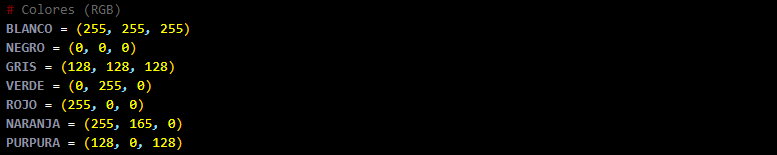 # Colores (RGB)
BLANCO = (255, 255, 255)
NEGRO = (0, 0, 0)
GRIS = (128, 128, 128)
VERDE = (0, 255, 0)
ROJO = (255, 0, 0)
NARANJA = (255, 165, 0)
PURPURA = (128, 0, 128)